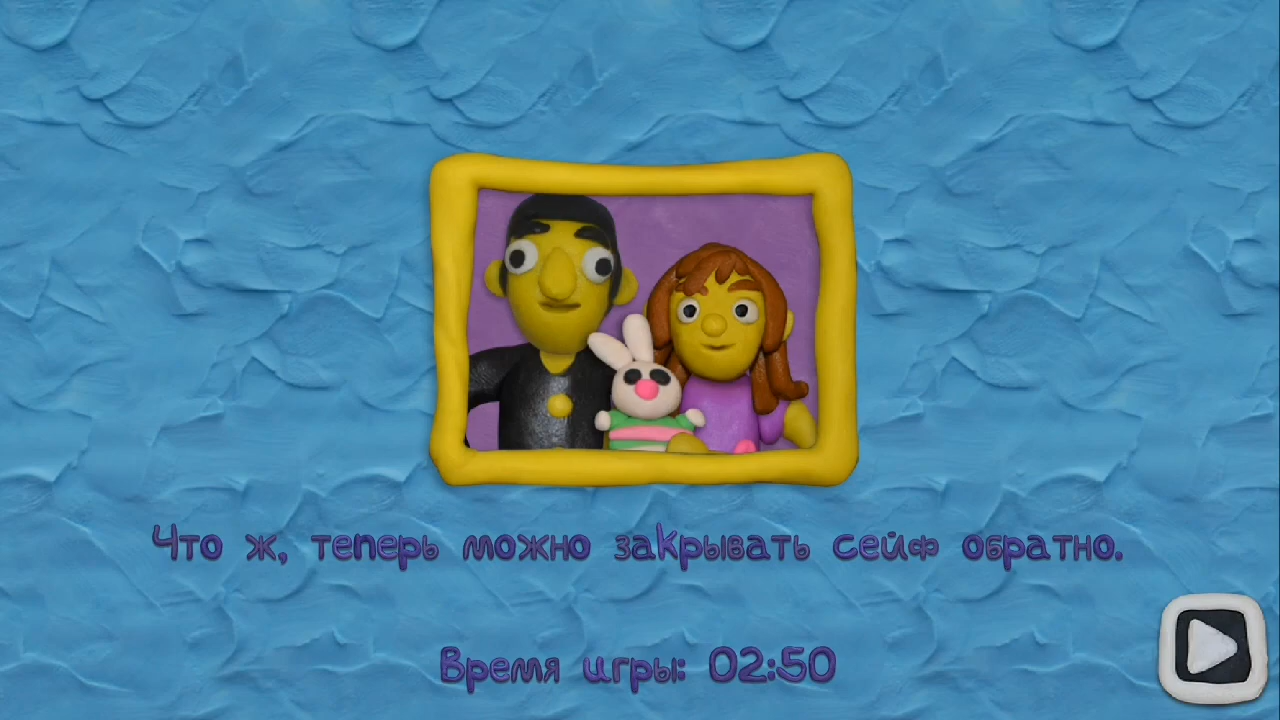 Что ж, теперь можно закрывать сейф обратно.
Время игры: 02:50